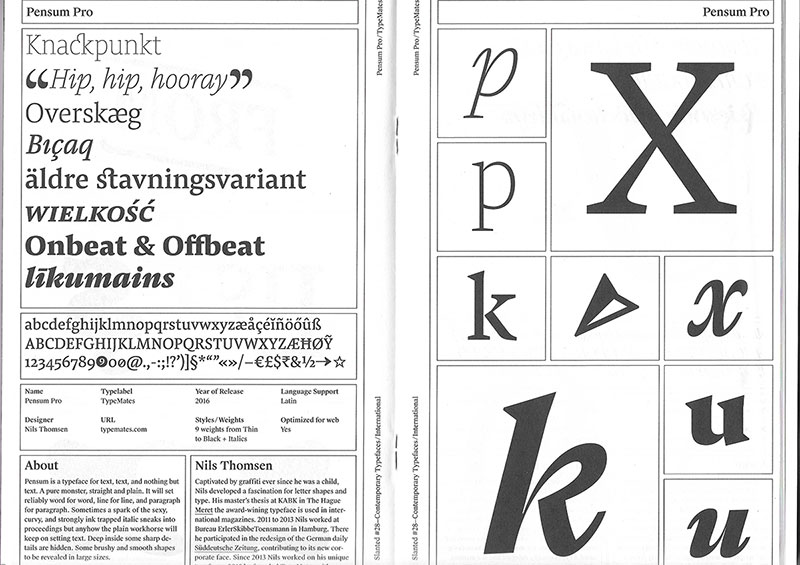 Pensum Pro
Knackpunkt
“Hip, hip, hooray”
Overskæg
Bıçaq
äldre stavningsvariant
WIELKOŚĆ
Onbeat & Offbeat
līkumains
abcdefghijklmnopqrstuvwxyzæåçéïñöőûß
ABCDEFGHIJKLMNOPQRSTUVWXYZÆĦØỸ
123456789❾00@.,-:;!?’)]§*“”«»/–€£$₹&½→☆
Name
Pensum Pro
Typelabel
TypeMates
Year of Release
2016
Language Support
Latin
Designer
Nils Thomsen
URL
typemates.com
Styles/Weights
9 weights from Thin
to Black + Italics
Optimized for web
Yes
About
Pensum is a typeface for text, text, and nothing but
text. A pure monster, straight and plain. It will set
reliably word for word, line for line, and paragraph
for paragraph. Sometimes a spark of the sexy,
curvy, and strongly ink trapped italic sneaks into
proceedings but anyhow the plain workhorse will
keep on setting text. Deep inside some sharp de-
tails are hidden. Some brushy and smooth shapes
to be revealed in large sizes.
Nils Thomsen
Captivated by graffiti ever since he was a child,
Nils developed a fascination for letter shapes and
type. His master’s thesis at KABK in The Hague
Meret the award-wining typeface is used in inter-
national magazines. 2011 to 2013 Nils worked at
Bureau ErlerSkibbeToensmann in Hamburg. There
he participated in the redesign of the German daily
Süddeutsche Zeitung, contributing to its new cor-
porate face. Since 2013 Nils worked on his unique
Pensum Pro/TypeMates
Slanted #28–Contemporary Typefaces/International
Pensum Pro/TypeMates
Slanted #28–Contemporary Typefaces/International
Pensum Pro
p
X
p
k
x
k
u
u